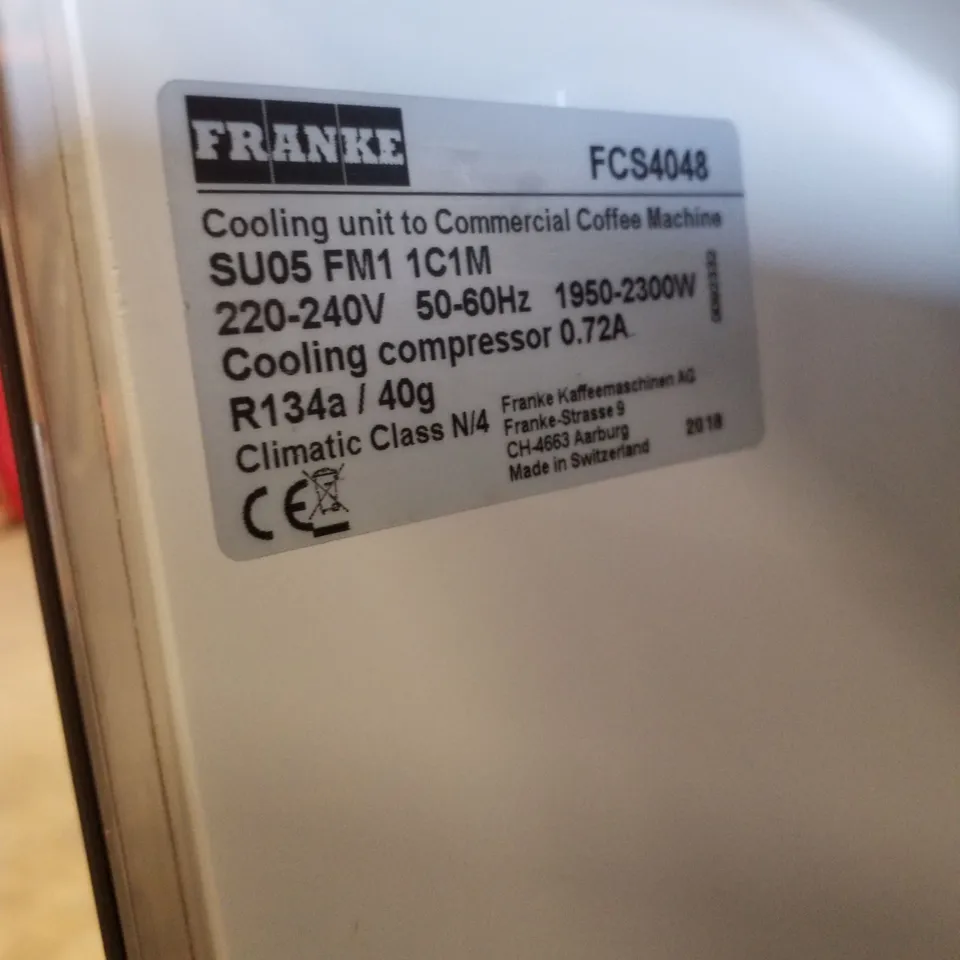 FRANKE
FCS4048
Cooling unit to Commercial Coffee Machine
SU05 FM1 1C1M
220-240V 50-60Hz 1950-2300W
Cooling compressor 0.72A
R134a / 40g
Climatic Class N/4
Franke Kaffeemaschinen AG
Franke-Strasse 9
CH-4663 Aarburg
Made in Switzerland
2018
CE